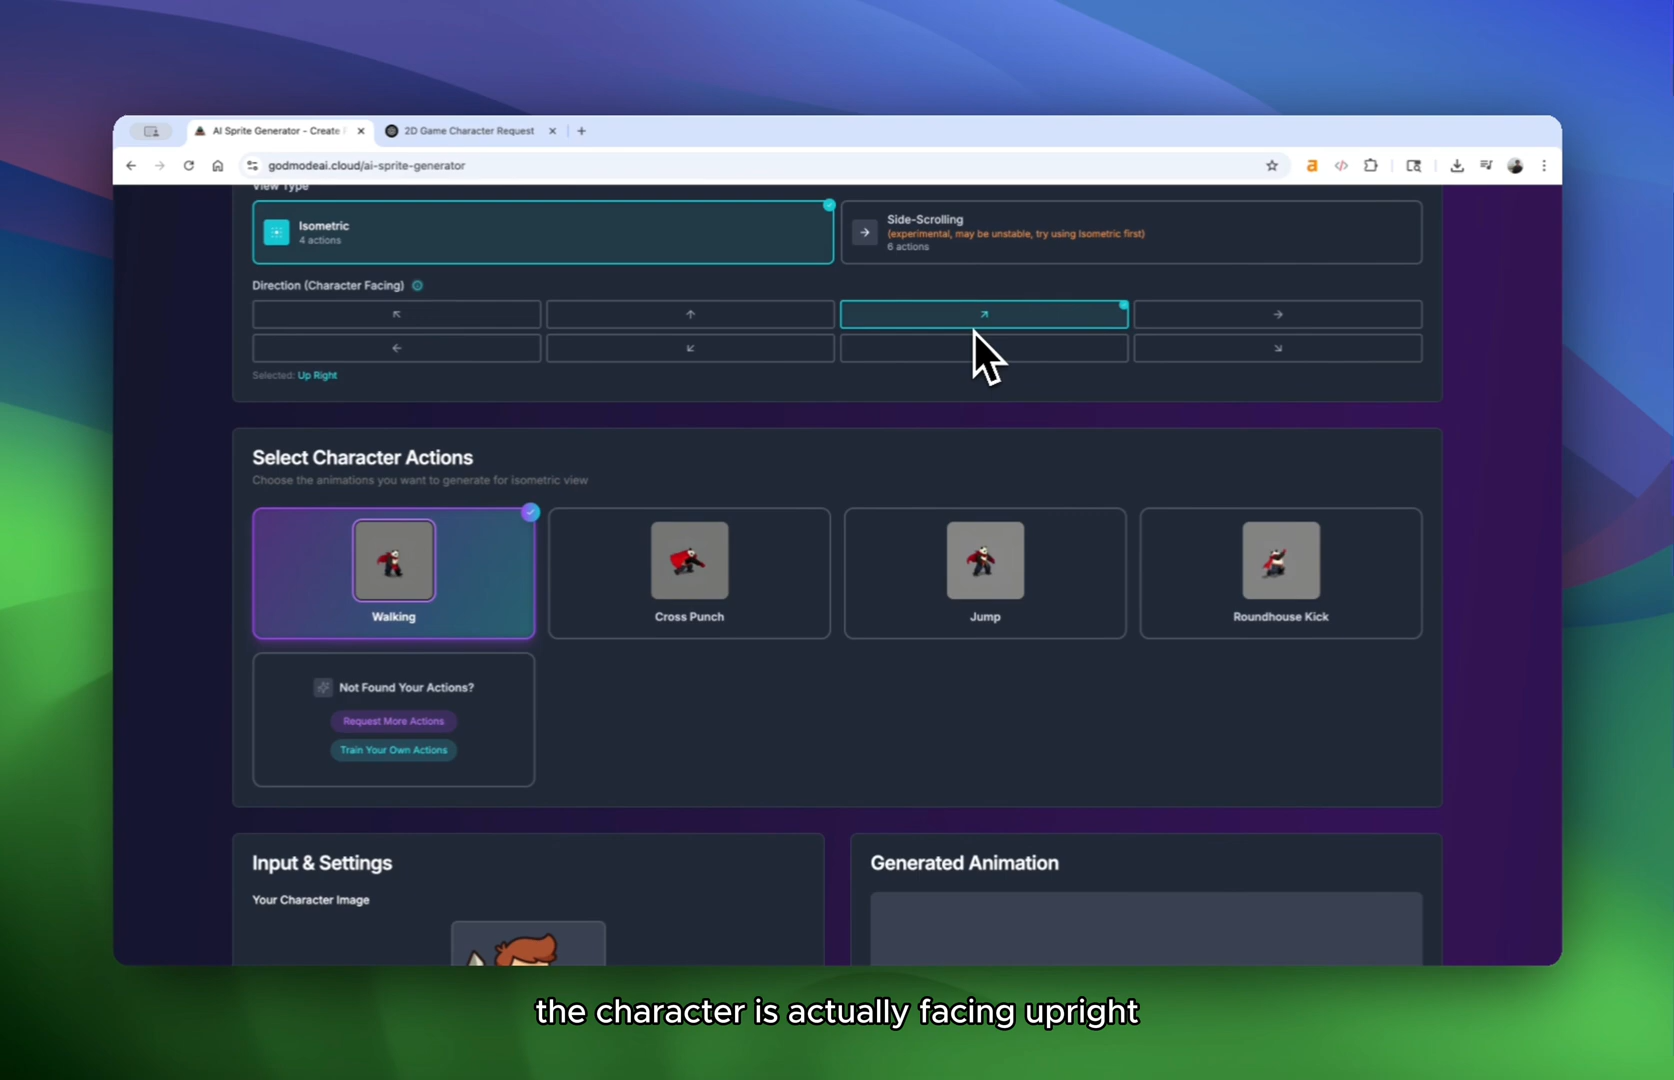 AI Sprite Generator - Create
2D Game Character Request
godmodeai.cloud/ai-sprite-generator
View Type
Isometric
4 actions
Side-Scrolling
(experimental, may be unstable, try using Isometric first)
6 actions
Direction (Character Facing)
Selected: Up Right
Select Character Actions
Choose the animations you want to generate for isometric view
Walking
Cross Punch
Jump
Roundhouse Kick
Not Found Your Actions?
Request More Actions
Train Your Own Actions
Input & Settings
Your Character Image
Generated Animation
the character is actually facing upright